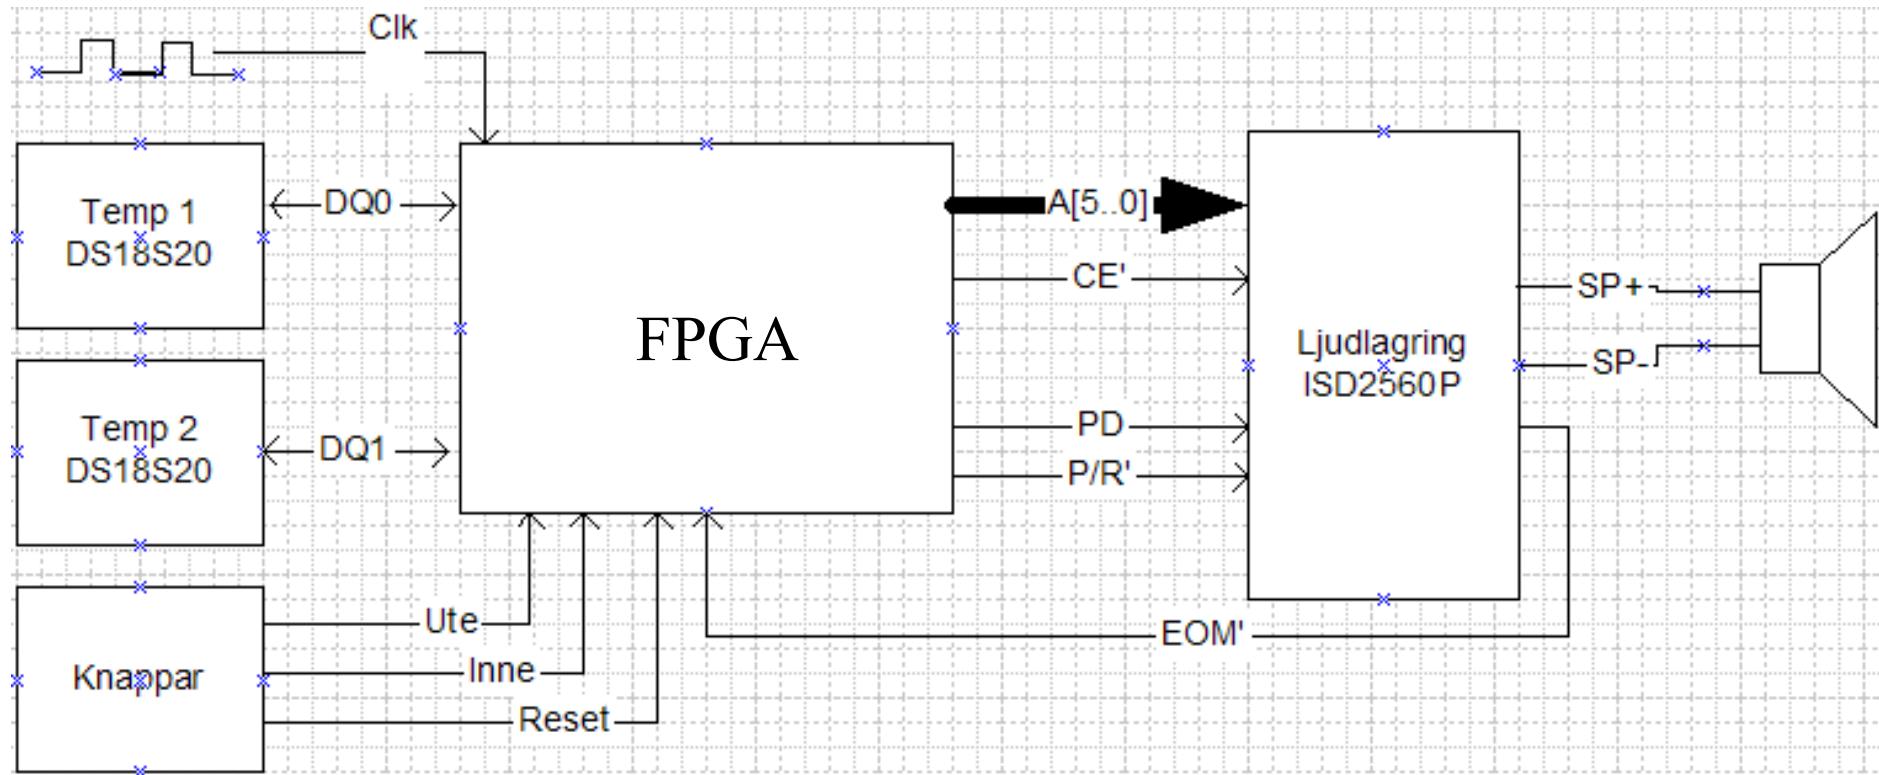 Clk
Temp 1
DS18S20
DQ0
FPGA
A[5..0]
CE'
PD
P/R'
Ljudlagring
ISD2560P
SP+
SP-
Temp 2
DS18S20
DQ1
Knappar
Ute
Inne
Reset
EOM'